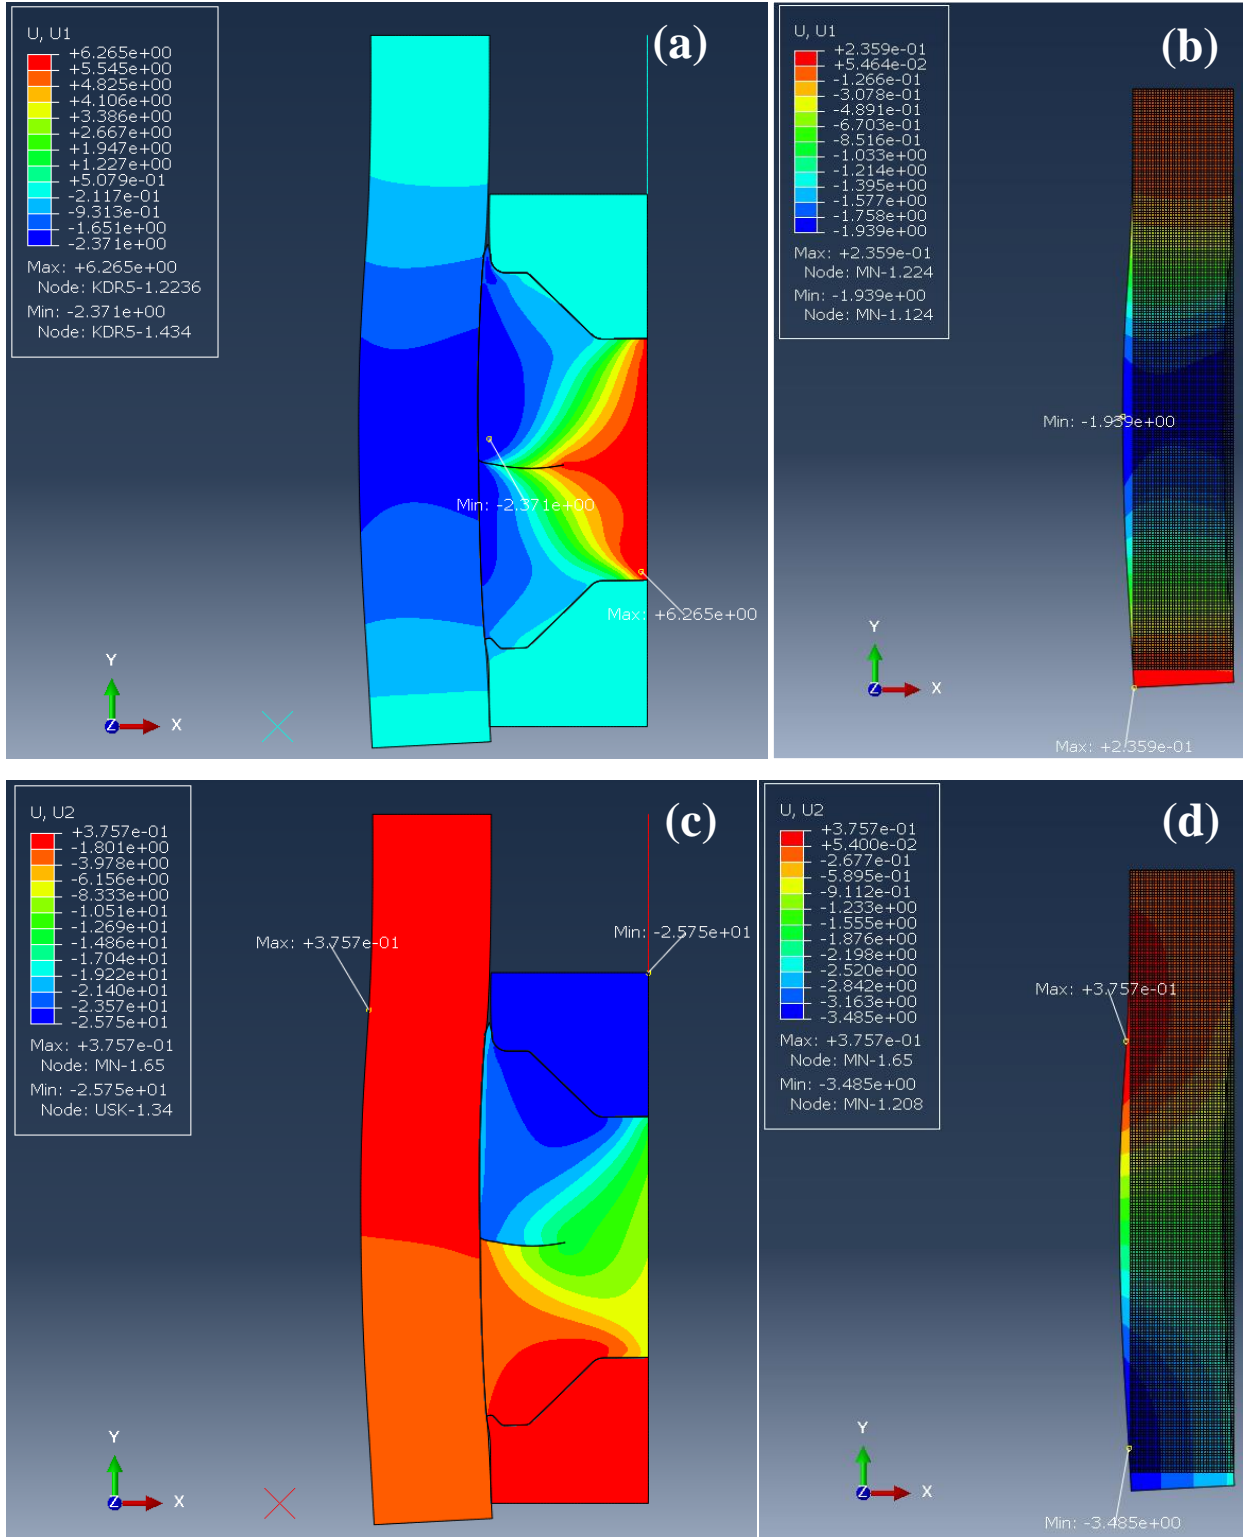 (a)
U, U1
+6.265e+00
+5.545e+00
+4.825e+00
+4.106e+00
+3.386e+00
+2.667e+00
+1.947e+00
+1.227e+00
+5.079e-01
-2.117e-01
-9.313e-01
-1.651e+00
-2.371e+00
Max: +6.265e+00
Node: KDR5-1.2236
Min: -2.371e+00
Node: KDR5-1.434
Min: -2.371e+00
Max: +6.265e+00
Y
Z
X
(b)
U, U1
+2.359e-01
+5.464e-02
-1.266e-01
-3.078e-01
-4.891e-01
-6.703e-01
-8.516e-01
-1.033e+00
-1.214e+00
-1.395e+00
-1.577e+00
-1.758e+00
-1.939e+00
Max: +2.359e-01
Node: MN-1.224
Min: -1.939e+00
Node: MN-1.124
Min: -1.939e+00
Y
Z
X
Max: +2.359e-01
(c)
U, U2
+3.757e-01
-1.801e+00
-3.978e+00
-6.156e+00
-8.333e+00
-1.051e+01
-1.269e+01
-1.486e+01
-1.704e+01
-1.922e+01
-2.140e+01
-2.357e+01
-2.575e+01
Max: +3.757e-01
Node: MN-1.65
Min: -2.575e+01
Node: USK-1.34
Max: +3.757e-01
Min: -2.575e+01
Y
Z
X
(d)
U, U2
+3.757e-01
+5.400e-02
-2.677e-01
-5.895e-01
-9.112e-01
-1.233e+00
-1.555e+00
-1.876e+00
-2.198e+00
-2.520e+00
-2.842e+00
-3.163e+00
-3.485e+00
Max: +3.757e-01
Node: MN-1.65
Min: -3.485e+00
Node: MN-1.208
Max: +3.757e-01
Y
Z
X
Min: -3.485e+00